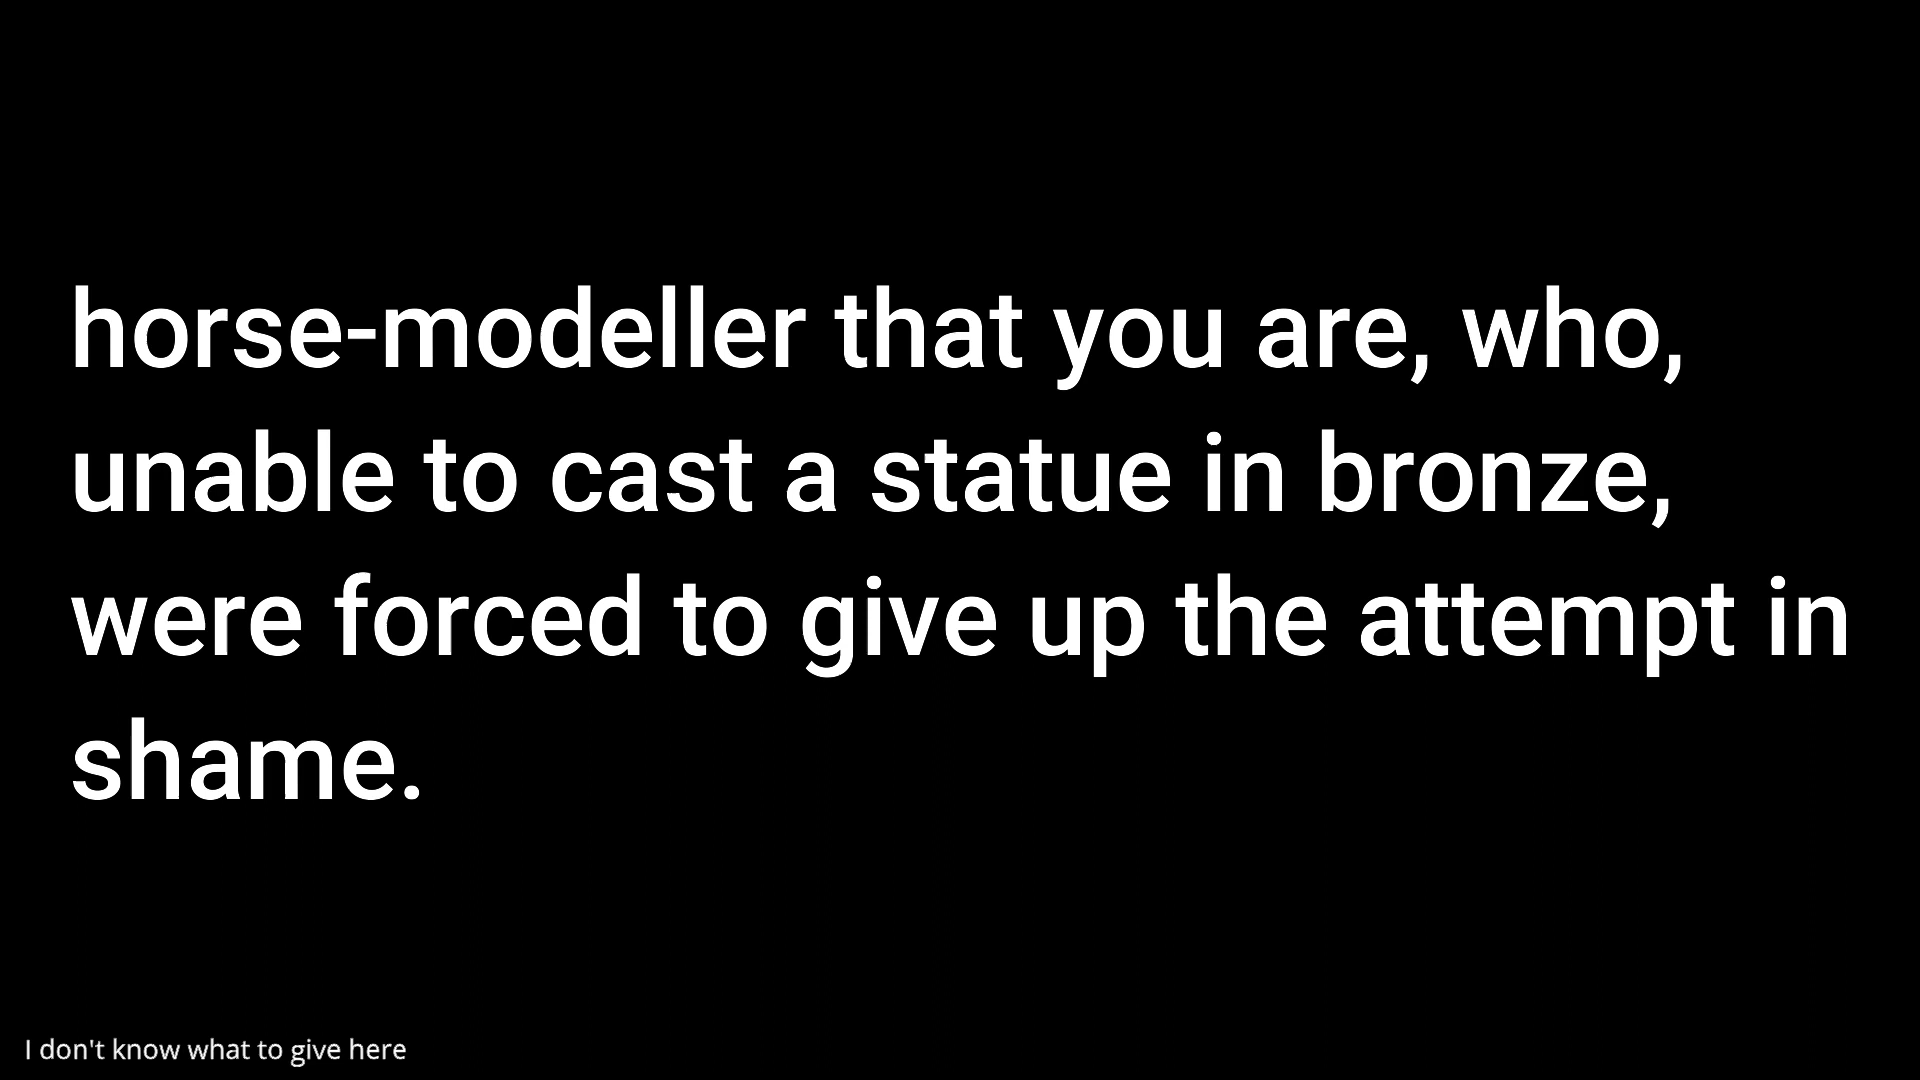 horse-modeller that you are, who,
unable to cast a statue in bronze,
were forced to give up the attempt in
shame.
I don't know what to give here